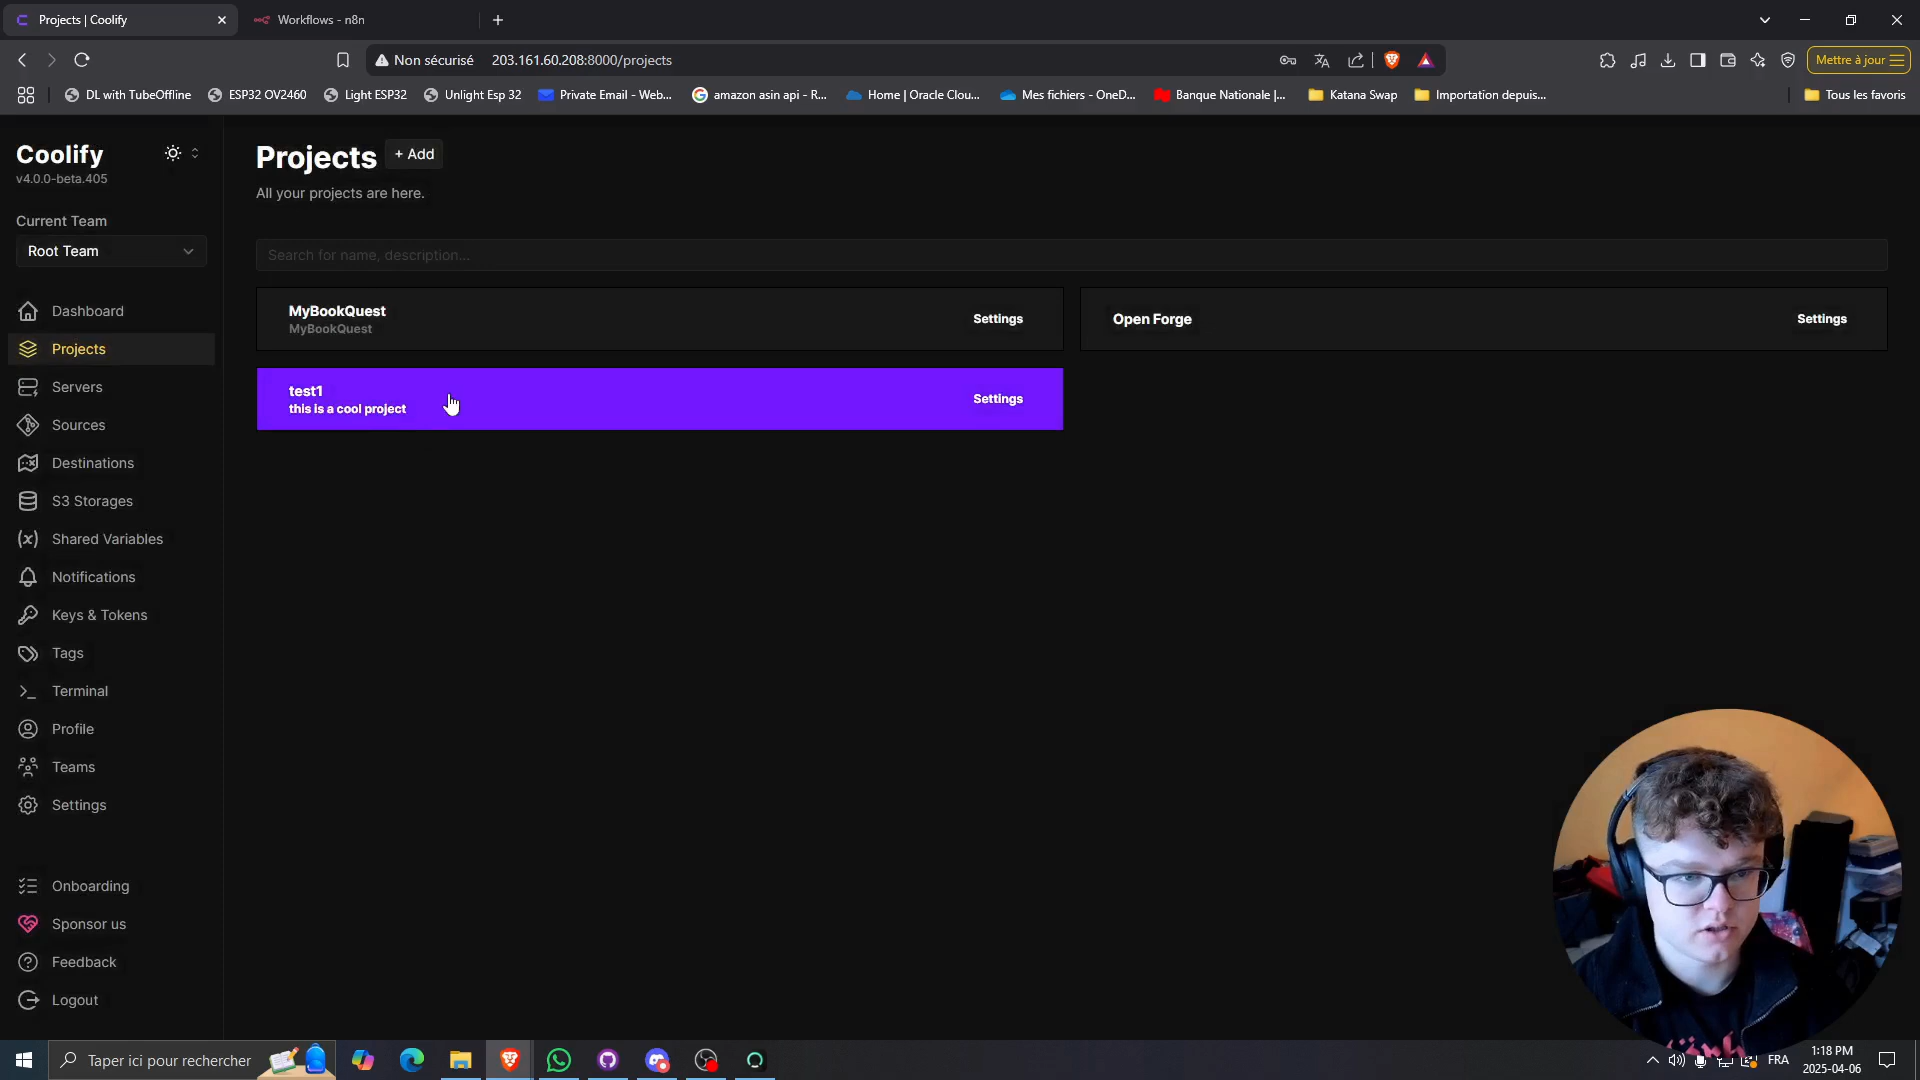 Projects | Coolify
Workflows - n8n
Non sécurisé
203.161.60.208:8000/projects
Mettre à jour
DL with TubeOffline
ESP32 OV2460
Light ESP32
Unlight Esp 32
Private Email - Web...
amazon asin api - R...
Home | Oracle Clou...
Mes fichiers - OneD...
Banque Nationale |...
Katana Swap
Importation depuis...
Tous les favoris
Coolify
v4.0.0-beta.405
Current Team
Root Team
Dashboard
Projects
Servers
Sources
Destinations
S3 Storages
Shared Variables
Notifications
Keys & Tokens
Tags
Terminal
Profile
Teams
Settings
Onboarding
Sponsor us
Feedback
Logout
Projects
+ Add
All your projects are here.
Search for name, description...
MyBookQuest
MyBookQuest
Settings
Open Forge
Settings
test1
this is a cool project
Settings
Taper ici pour rechercher
FRA
1:18 PM
2025-04-06